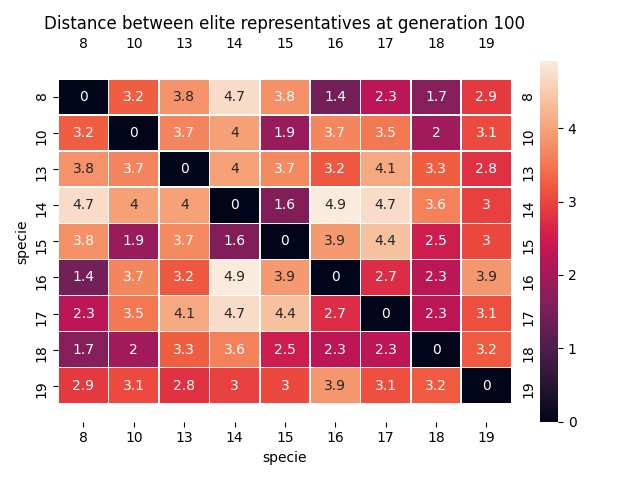 Distance between elite representatives at generation 100
8 10 13 14 15 16 17 18 19
8 0 3.2 3.8 4.7 3.8 1.4 2.3 1.7 2.9 8
10 3.2 0 3.7 4 1.9 3.7 3.5 2 3.1 10
13 3.8 3.7 0 4 3.7 3.2 4.1 3.3 2.8 13
14 4.7 4 4 0 1.6 4.9 4.7 3.6 3 14
15 3.8 1.9 3.7 1.6 0 3.9 4.4 2.5 3 15
16 1.4 3.7 3.2 4.9 3.9 0 2.7 2.3 3.9 16
17 2.3 3.5 4.1 4.7 4.4 2.7 0 2.3 3.1 17
18 1.7 2 3.3 3.6 2.5 2.3 2.3 0 3.2 18
19 2.9 3.1 2.8 3 3 3.9 3.1 3.2 0 19
8 10 13 14 15 16 17 18 19
specie
specie
4
3
2
1
0